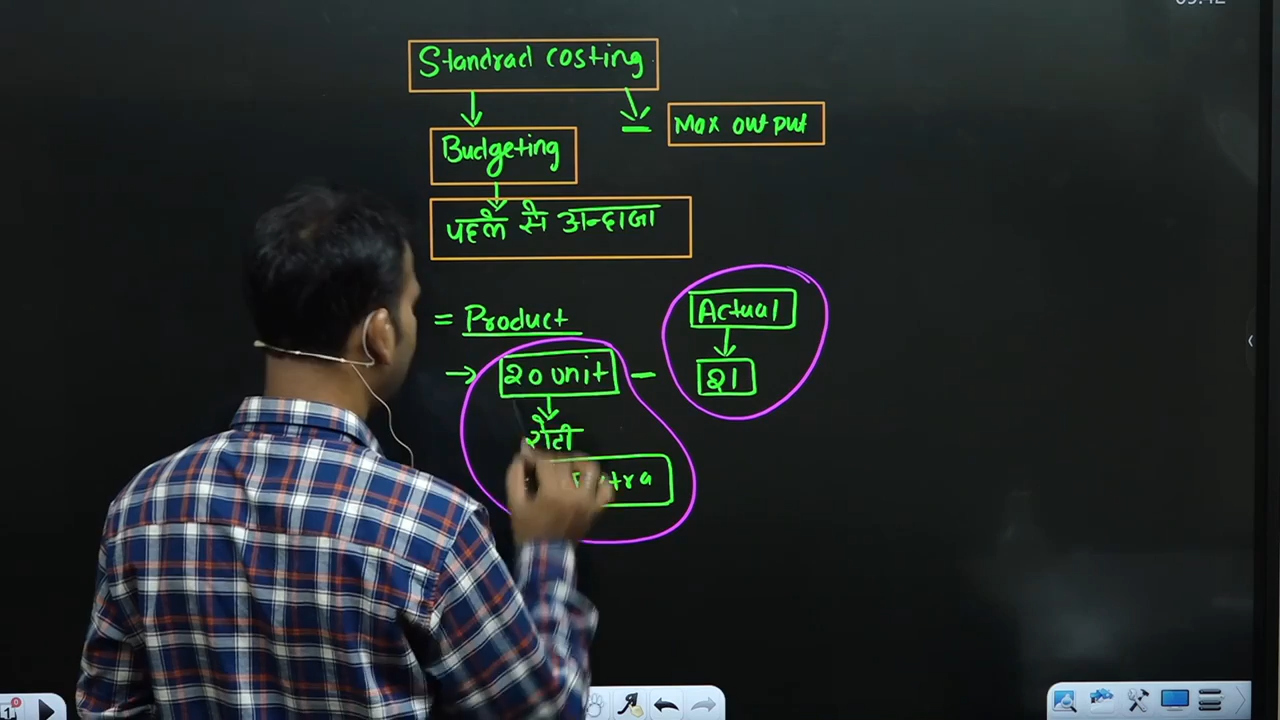 Standrad costing
Max output
Budgeting
पहले से अन्दाजा
= Product
Actual
→ 20 unit - 21
रोटी